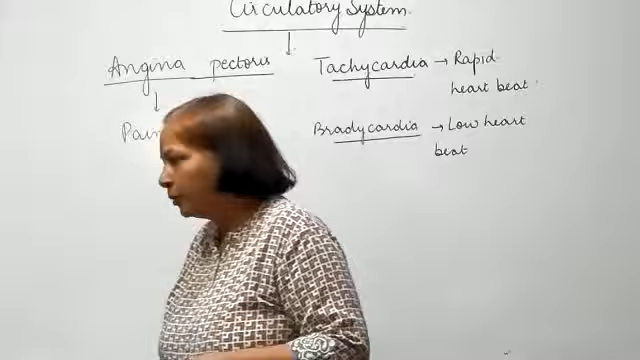 Circulatory System.
Angina pectoris
Pain
Tachycardia → Rapid
heart beat
Bradycardia → Low heart
beat